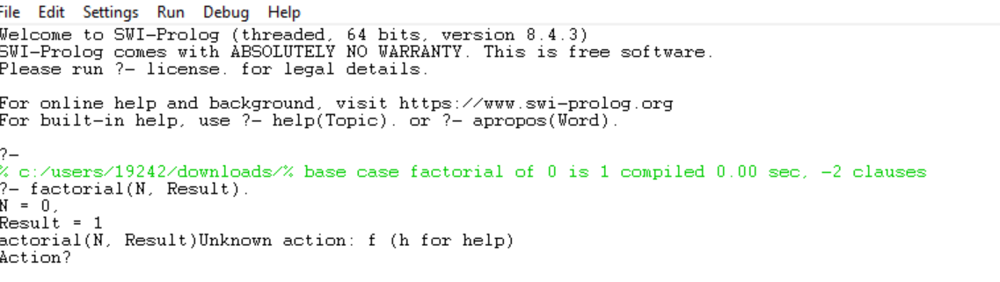 File Edit Settings Run Debug Help
Welcome to SWI-Prolog (threaded, 64 bits, version 8.4.3)
SWI-Prolog comes with ABSOLUTELY NO WARRANTY. This is free software.
Please run ?- license. for legal details.
For online help and background, visit https://www.swi-prolog.org
For built-in help, use ?- help(Topic). or ?- apropos(Word).
?-
% c:/users/19242/downloads/% base case factorial of 0 is 1 compiled 0.00 sec, -2 clauses
?- factorial(N, Result).
N = 0,
Result = 1
actorial(N, Result)Unknown action: f (h for help)
Action?